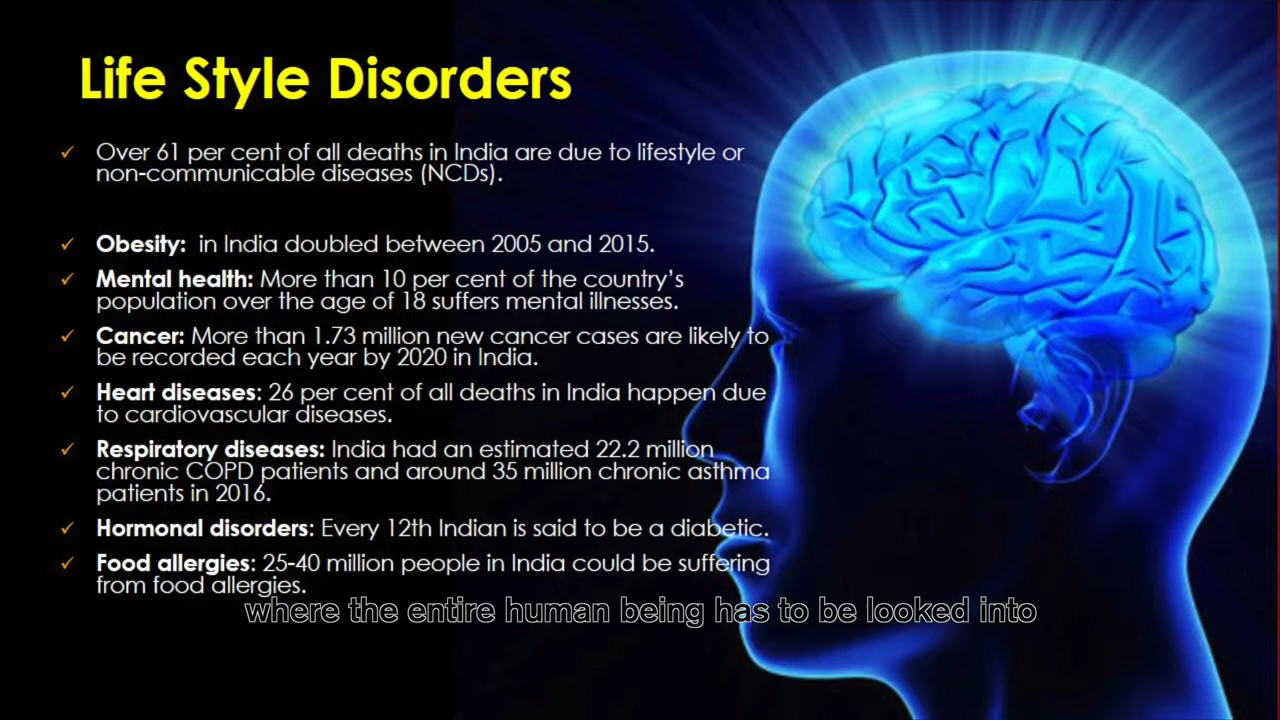 Life Style Disorders
✓ Over 61 per cent of all deaths in India are due to lifestyle or
non-communicable diseases (NCDs).
✓ Obesity: in India doubled between 2005 and 2015.
✓ Mental health: More than 10 per cent of the country's
population over the age of 18 suffers mental illnesses.
✓ Cancer: More than 1.73 million new cancer cases are likely to
be recorded each year by 2020 in India.
✓ Heart diseases: 26 per cent of all deaths in India happen due
to cardiovascular diseases.
✓ Respiratory diseases: India had an estimated 22.2 million
chronic COPD patients and around 35 million chronic asthma
patients in 2016.
✓ Hormonal disorders: Every 12th Indian is said to be a diabetic.
✓ Food allergies: 25-40 million people in India could be suffering
from food allergies.
where the entire human being has to be looked into